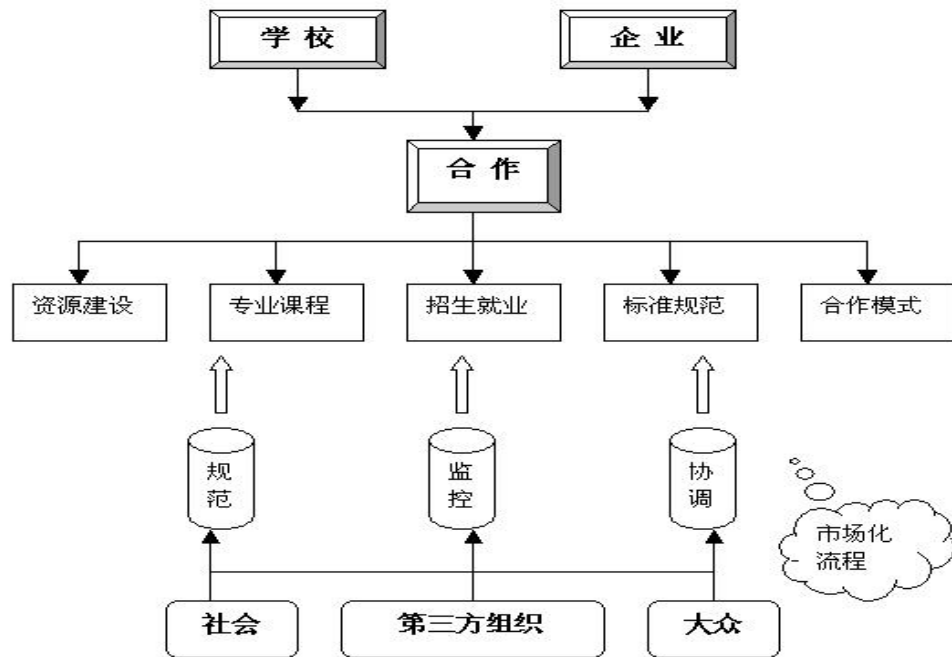 学 校
企 业
合 作
资源建设
专业课程
招生就业
标准规范
合作模式
规
范
监
控
协
调
市场化
流程
社会
第三方组织
大众